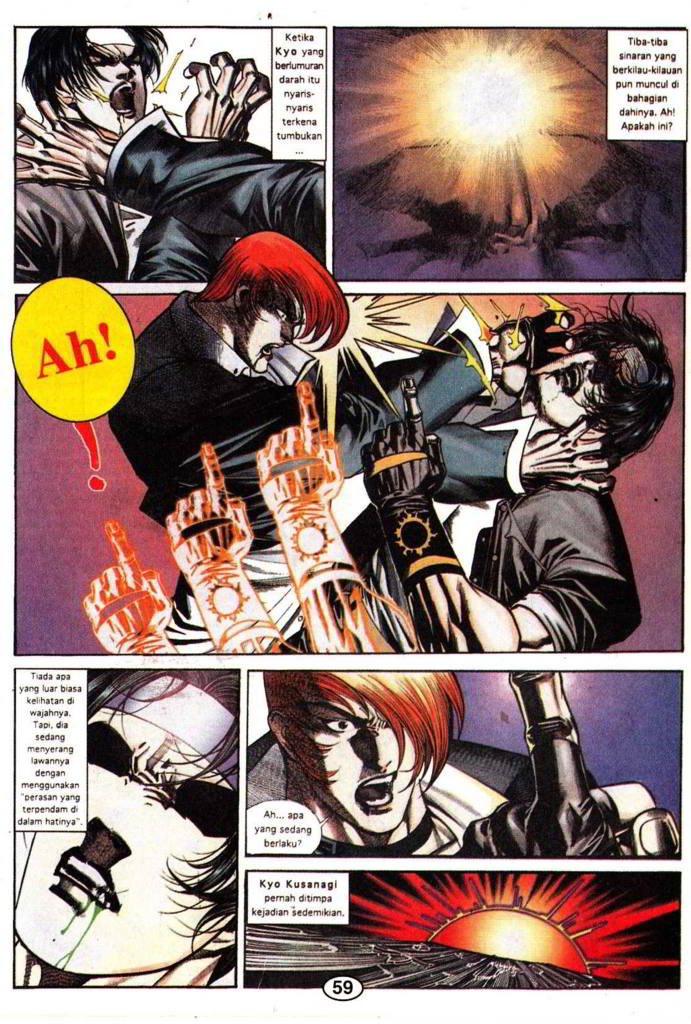 Ketika
Kyo yang
berlumuran
darah itu
nyaris-
nyaris
terkena
tumbukan
...
Tiba-tiba
sinaran yang
berkilau-kilauan
pun muncul di
bahagian
dahinya. Ah!
Apakah ini?
Ah!
!
Tiada apa
yang luar biasa
kelihatan di
wajahnya.
Tapi, dia
sedang
menyerang
lawannya
dengan
menggunakan
"perasan yang
terpendam di
dalam hatinya".
Ah... apa
yang sedang
berlaku?
Kyo Kusanagi
pernah ditimpa
kejadian sedemikian.
59